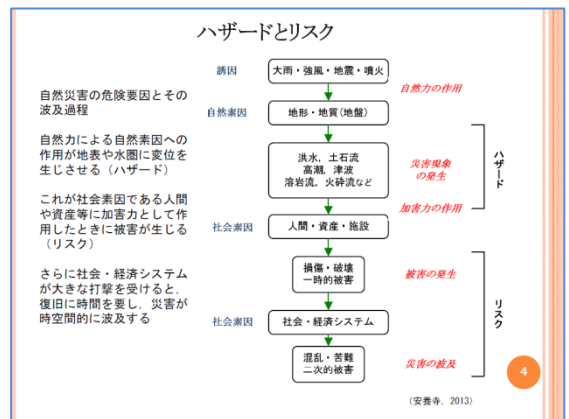 ハザードとリスク
誘因
大雨・強風・地震・噴火
自然力の作用
自然災害の危険要因とその
波及過程
自然素因
地形・地質(地盤)
自然力による自然素因への
作用が地表や水圏に変位を
生じさせる（ハザード）
洪水，土石流
高潮，津波
溶岩流，火砕流など
災害現象
の発生
ハザード
加害力の作用
これが社会素因である人間
や資産等に加害力として作
用したときに被害が生じる
（リスク）
社会素因
人間・資産・施設
損傷・破壊
一時的被害
被害の発生
さらに社会・経済システム
が大きな打撃を受けると，
復旧に時間を要し，災害が
時空間的に波及する
リスク
社会素因
社会・経済システム
混乱・苦難
二次的被害
災害の波及
4
（安養寺，2013）